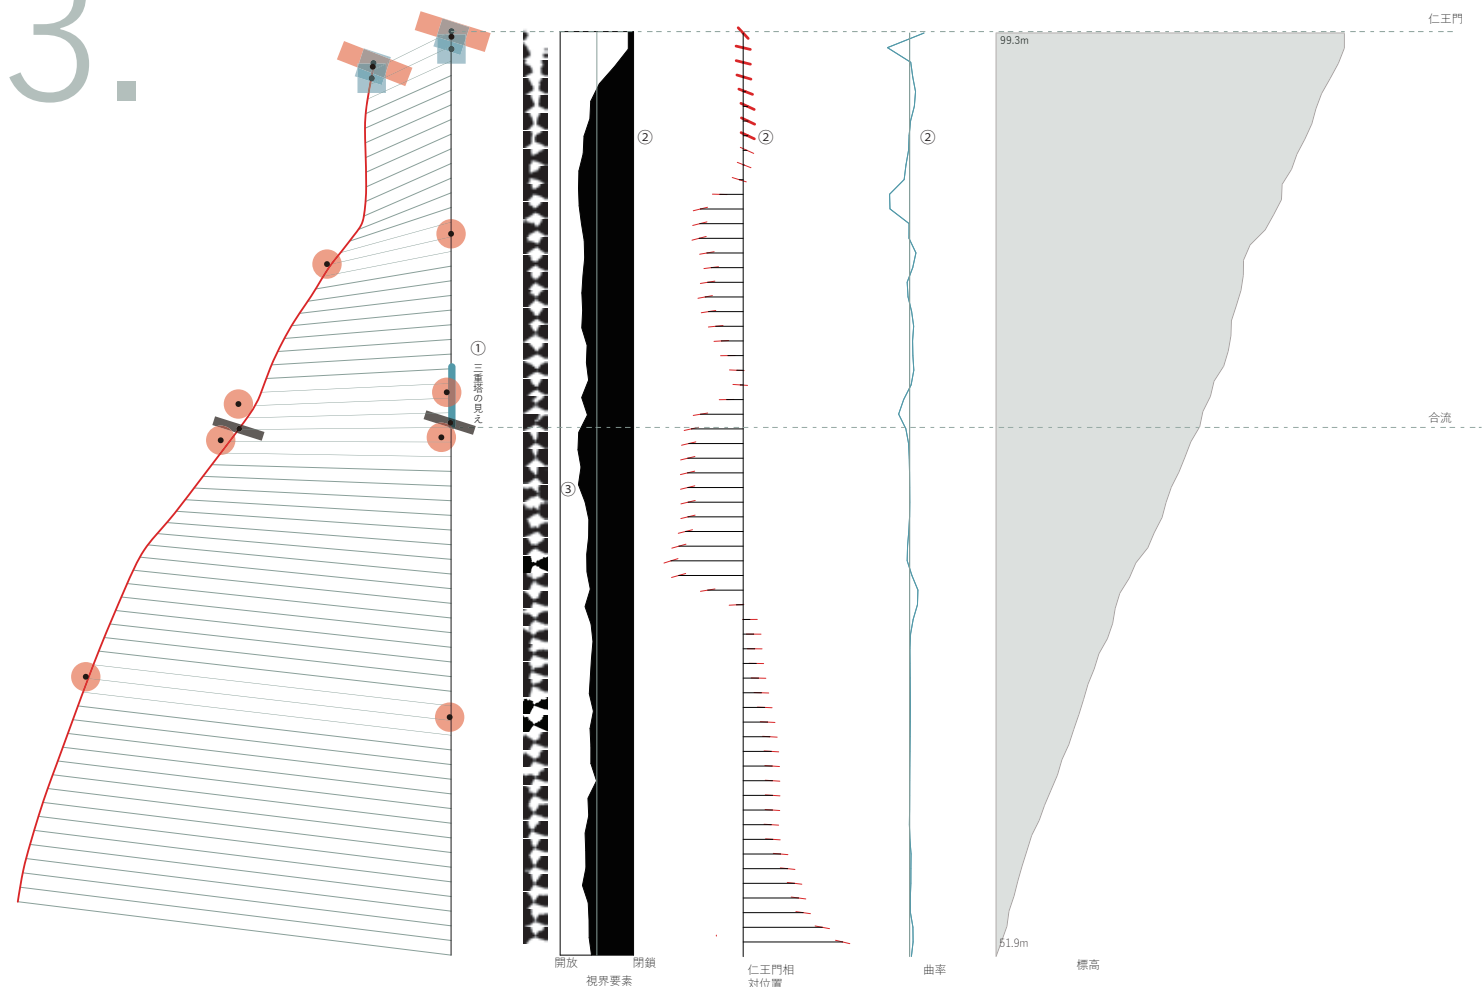 3.
仁王門
99.3m
②
②
②
①
三重塔の見え
合流
③
51.9m
開放
閉鎖
視界要素
仁王門相
対位置
曲率
標高